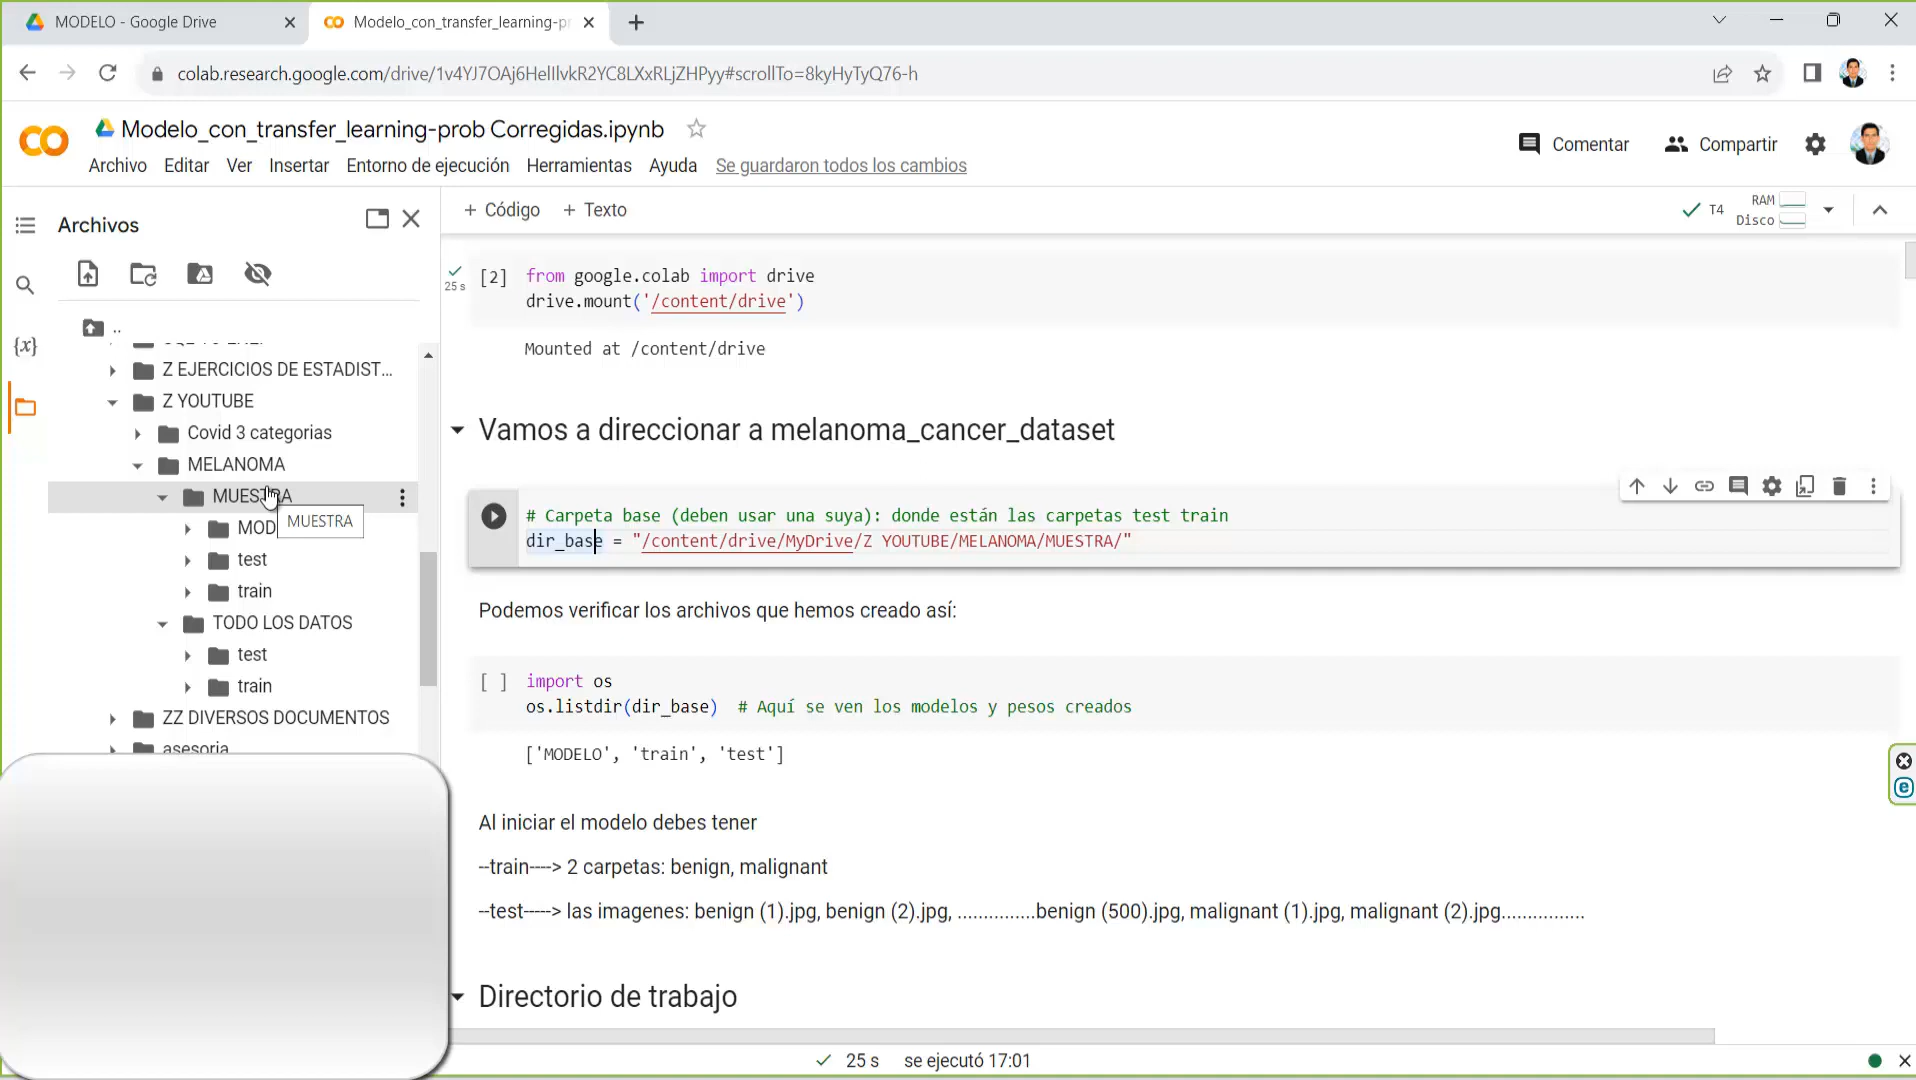 MODELO - Google Drive
Modelo_con_transfer_learning-pr
colab.research.google.com/drive/1v4YJ7OAj6HelIlvkR2YC8LXxRLjZHPyy#scrollTo=8kyHyTyQ76-h
Modelo_con_transfer_learning-prob Corregidas.ipynb
Archivo Editar Ver Insertar Entorno de ejecución Herramientas Ayuda Se guardaron todos los cambios
Comentar Compartir
Archivos
+ Código + Texto
T4 RAM
Disco
..
Z EJERCICIOS DE ESTADIST...
Z YOUTUBE
Covid 3 categorias
MELANOMA
MUESTRA
MOD
MUESTRA
test
train
TODO LOS DATOS
test
train
ZZ DIVERSOS DOCUMENTOS
asesoria
{x}
25 s
[2] from google.colab import drive
drive.mount('/content/drive')
Mounted at /content/drive
Vamos a direccionar a melanoma_cancer_dataset
# Carpeta base (deben usar una suya): donde están las carpetas test train
dir_base = "/content/drive/MyDrive/Z YOUTUBE/MELANOMA/MUESTRA/"
Podemos verificar los archivos que hemos creado así:
[ ] import os
os.listdir(dir_base) # Aquí se ven los modelos y pesos creados
['MODELO', 'train', 'test']
Al iniciar el modelo debes tener
--train----> 2 carpetas: benign, malignant
--test-----> las imagenes: benign (1).jpg, benign (2).jpg, ...............benign (500).jpg, malignant (1).jpg, malignant (2).jpg................
Directorio de trabajo
25 s se ejecutó 17:01